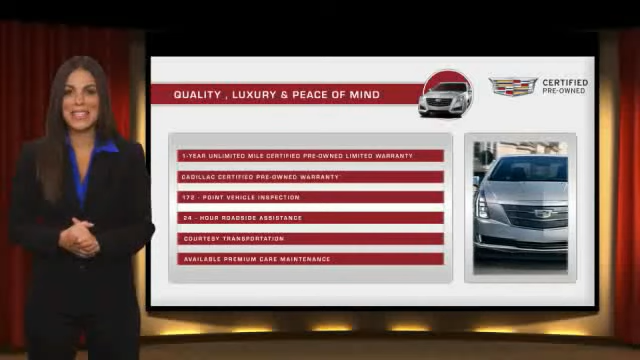 QUALITY , LUXURY & PEACE OF MIND
CERTIFIED
PRE-OWNED
1-YEAR UNLIMITED MILE CERTIFIED PRE-OWNED LIMITED WARRANTY
CADILLAC CERTIFIED PRE-OWNED WARRANTY
172 - POINT VEHICLE INSPECTION
24 - HOUR ROADSIDE ASSISTANCE
COURTESY TRANSPORTATION
AVAILABLE PREMIUM CARE MAINTENANCE